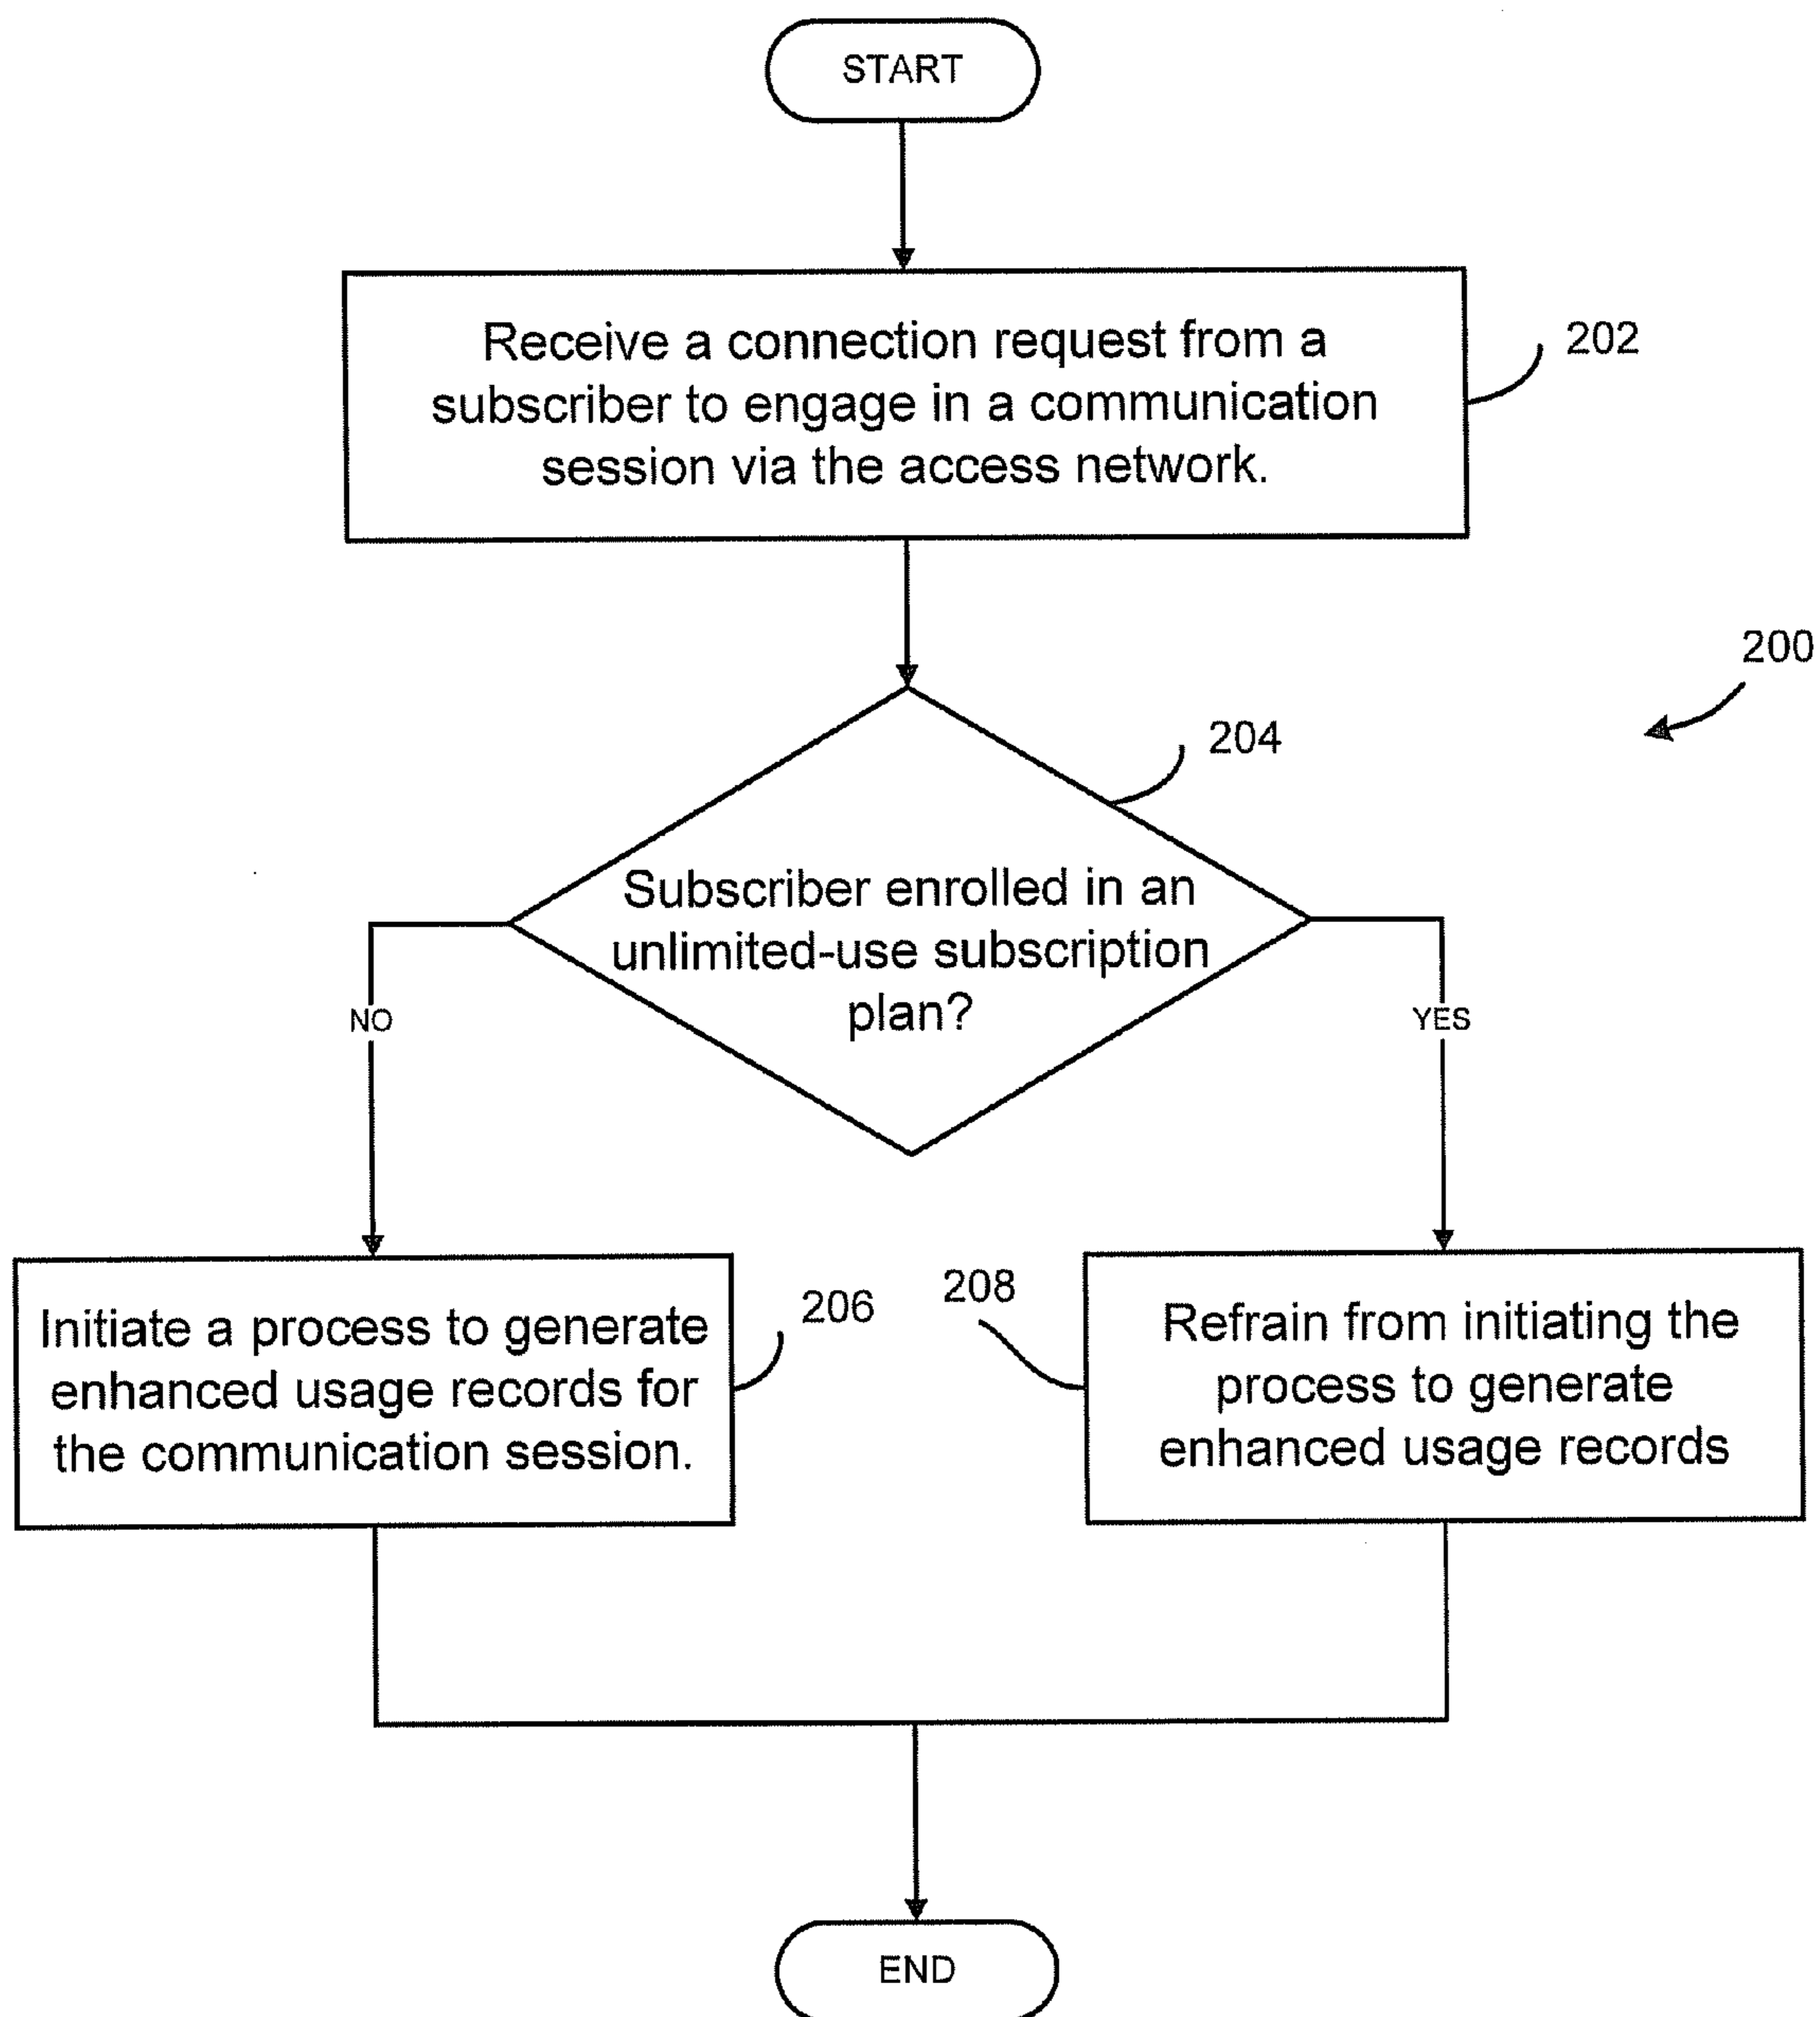 START
Receive a connection request from a
subscriber to engage in a communication
session via the access network.
202
200
204
Subscriber enrolled in an
unlimited-use subscription
plan?
NO
YES
Initiate a process to generate
enhanced usage records for
the communication session.
206
208
Refrain from initiating the
process to generate
enhanced usage records
END